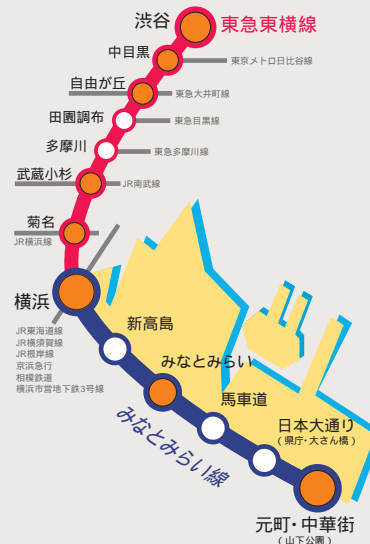 渋谷
東急東横線
中目黒
東京メトロ日比谷線
自由が丘
東急大井町線
田園調布
東急目黒線
多摩川
東急多摩川線
武蔵小杉
JR南武線
菊名
JR横浜線
横浜
JR東海道線
JR横須賀線
JR根岸線
京浜急行
相模鉄道
横浜市営地下鉄3号線
新高島
みなとみらい
馬車道
日本大通り
(県庁・大さん橋)
みなとみらい線
元町・中華街
(山下公園)